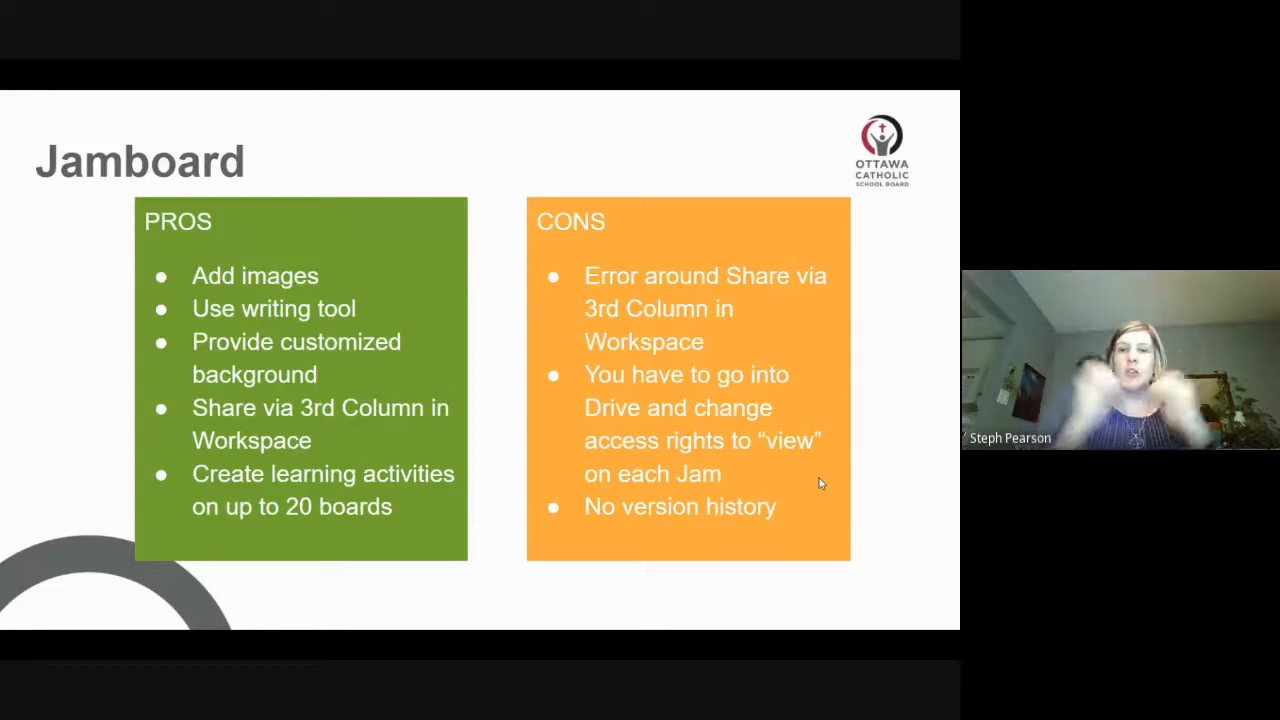 Jamboard
OTTAWA
CATHOLIC
SCHOOL BOARD
PROS
● Add images
● Use writing tool
● Provide customized
background
● Share via 3rd Column in
Workspace
● Create learning activities
on up to 20 boards
CONS
● Error around Share via
3rd Column in
Workspace
● You have to go into
Drive and change
access rights to “view”
on each Jam
● No version history
Steph Pearson